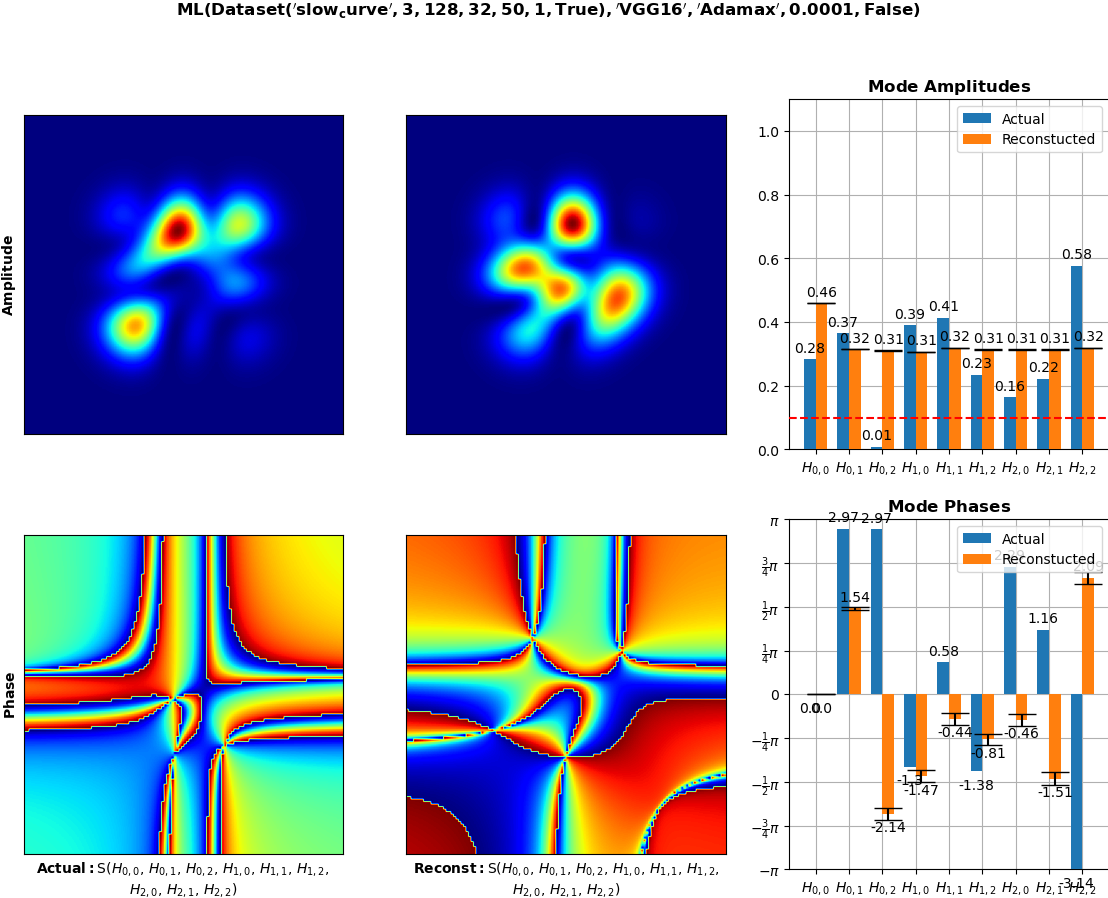 ML(Dataset('slow_curve', 3, 128, 32, 50, 1, True), 'VGG16', 'Adamax', 0.0001, False)
Mode Amplitudes
Amplitude
1.0
0.8
0.6
0.4
0.2
0.0
Actual
Reconstucted
0.28
0.46
0.37
0.32
0.01
0.31
0.39
0.31
0.41
0.32
0.23
0.31
0.16
0.31
0.22
0.31
0.58
0.32
H0,0 H0,1 H0,2 H1,0 H1,1 H1,2 H2,0 H2,1 H2,2
Mode Phases
Phase
π
3/4π
1/2π
1/4π
0
−1/4π
−1/2π
−3/4π
−π
Actual
Reconstucted
0.0
0.0
2.97
1.54
2.97
-2.14
-1.3
-1.47
0.58
-0.44
-1.38
-0.81
-0.46
1.16
-1.51
-3.14
H0,0 H0,1 H0,2 H1,0 H1,1 H1,2 H2,0 H2,1 H2,2
Actual: S(H0,0, H0,1, H0,2, H1,0, H1,1, H1,2,
H2,0, H2,1, H2,2)
Reconst: S(H0,0, H0,1, H0,2, H1,0, H1,1, H1,2,
H2,0, H2,1, H2,2)